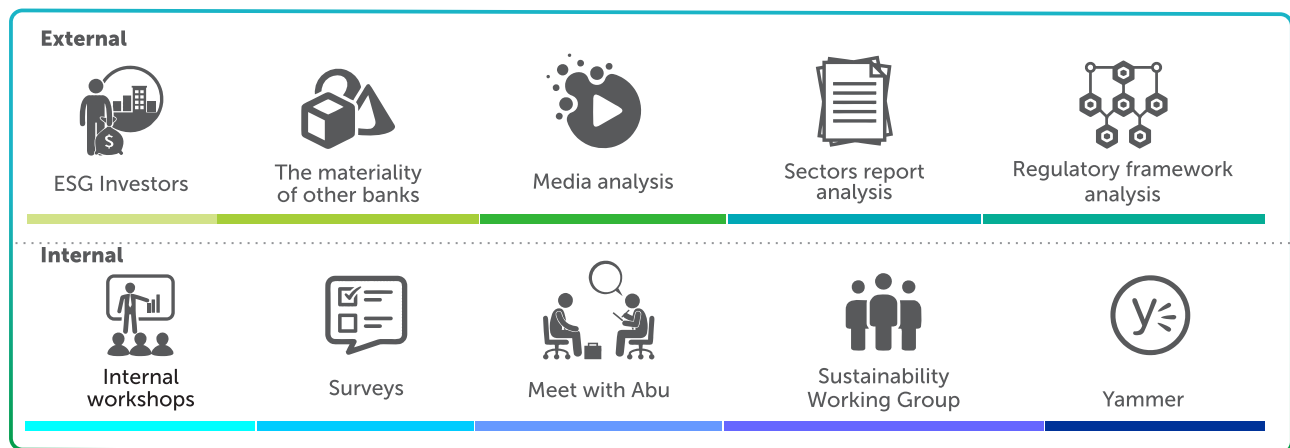 External
ESG Investors
The materiality
of other banks
Media analysis
Sectors report
analysis
Regulatory framework
analysis
Internal
Internal
workshops
Surveys
Meet with Abu
Sustainability
Working Group
Yammer